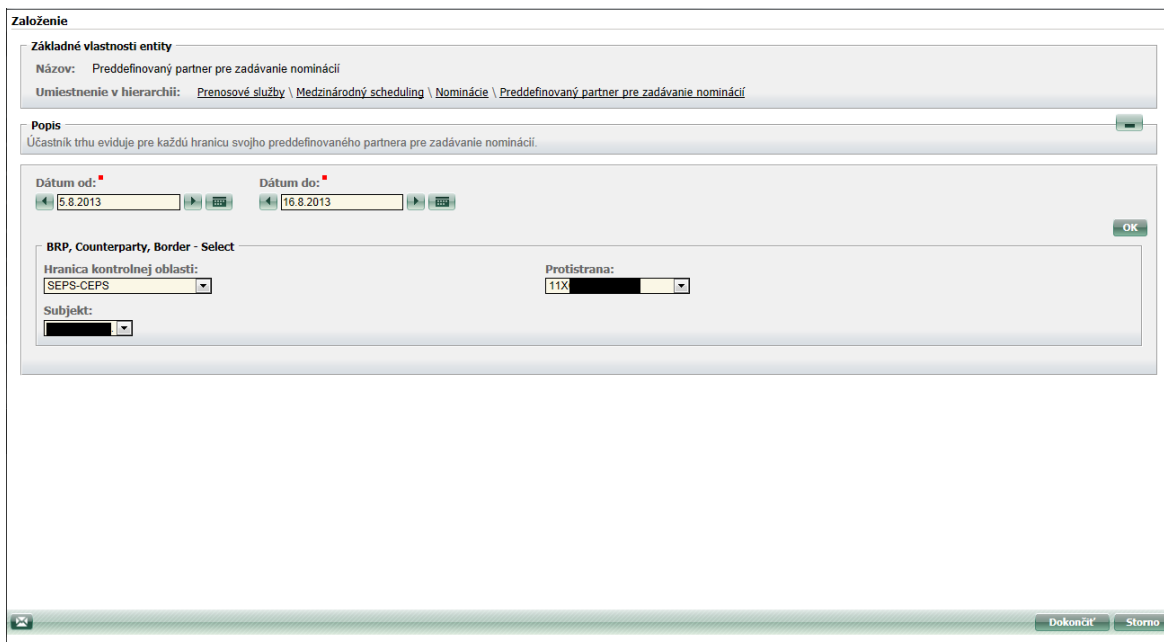 Založenie
Základné vlastnosti entity
Názov: Preddefinovaný partner pre zadávanie nominácií
Umiestnenie v hierarchii: Prenosové služby \ Medzinárodný scheduling \ Nominácie \ Preddefinovaný partner pre zadávanie nominácií
Popis
Účastník trhu eviduje pre každú hranicu svojho preddefinovaného partnera pre zadávanie nominácií.
Dátum od: Dátum do:
5.8.2013 16.8.2013
OK
BRP, Counterparty, Border - Select
Hranica kontrolnej oblasti: Protistrana:
SEPS-CEPS 11X
Subjekt:
Dokončiť Storno